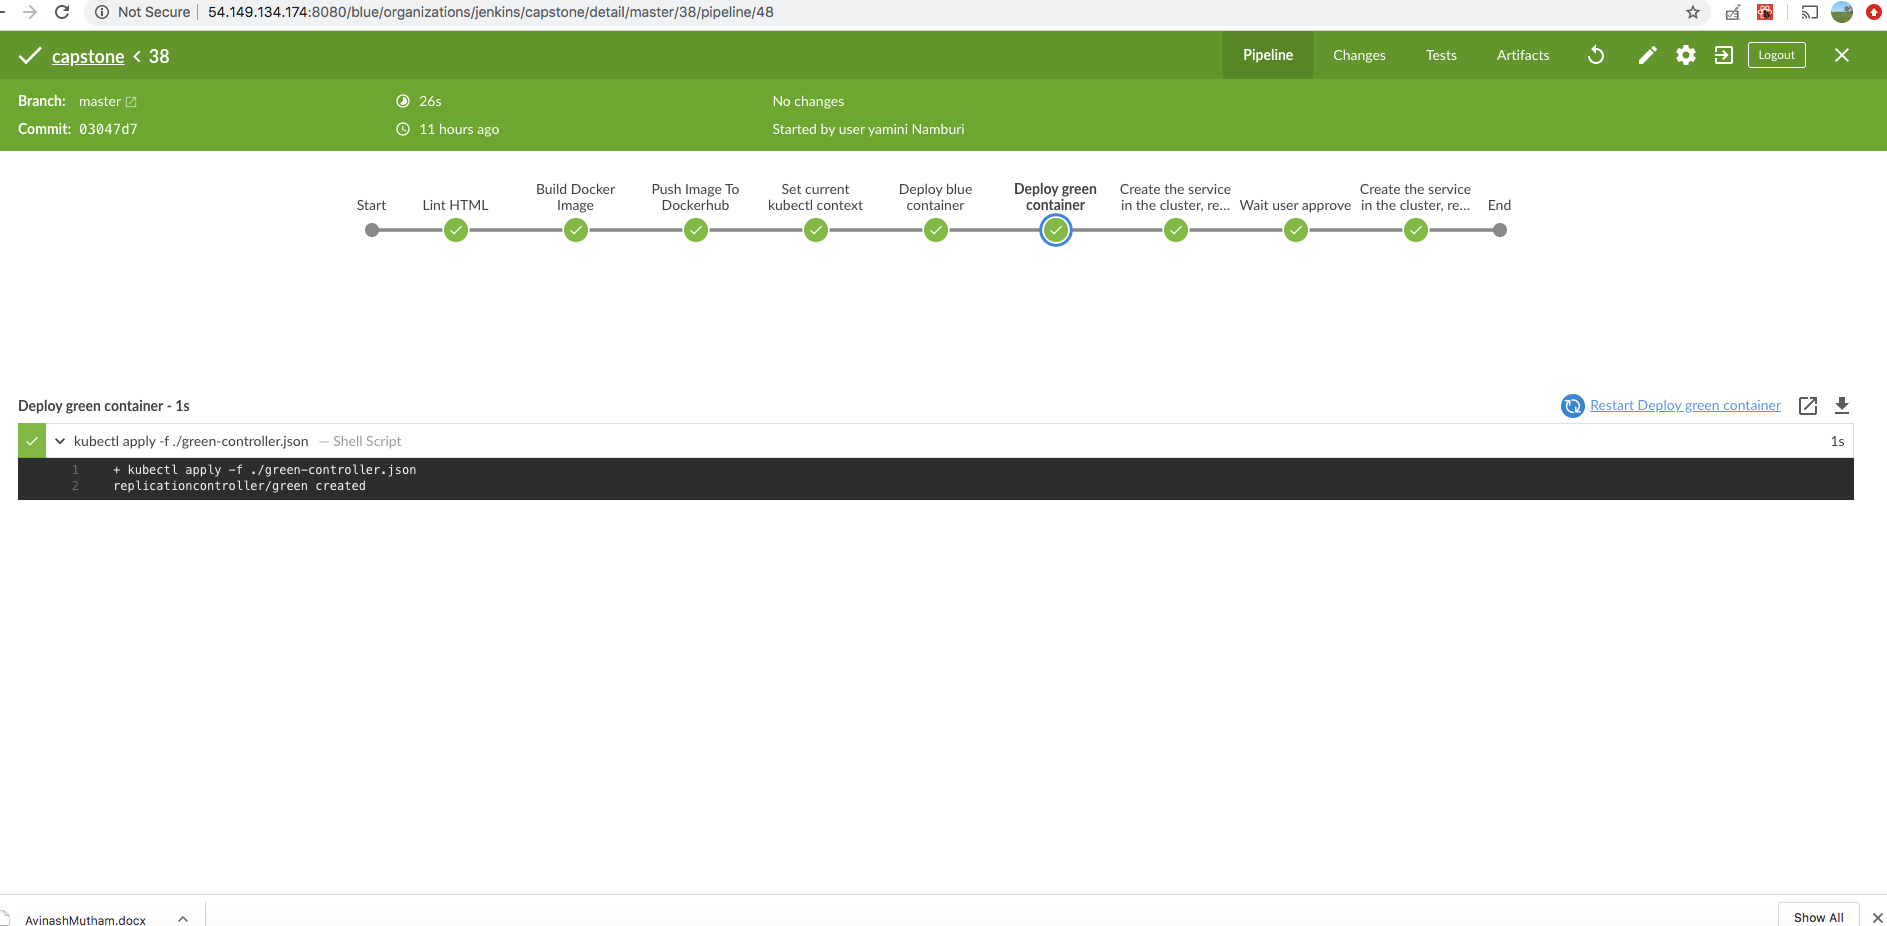 Not Secure
54.149.134.174:8080/blue/organizations/jenkins/capstone/detail/master/38/pipeline/48
capstone < 38
Pipeline
Changes
Tests
Artifacts
Logout
Branch: master
26s
No changes
Commit: 03047d7
11 hours ago
Started by user yamini Namburi
Start
Lint HTML
Build Docker
Image
Push Image To
Dockerhub
Set current
kubectl context
Deploy blue
container
Deploy green
container
Create the service
in the cluster, re...
Wait user approve
Create the service
in the cluster, re...
End
Deploy green container - 1s
Restart Deploy green container
kubectl apply -f ./green-controller.json — Shell Script
1s
1 + kubectl apply -f ./green-controller.json
2 replicationcontroller/green created
AvinashMutham.docx
Show All